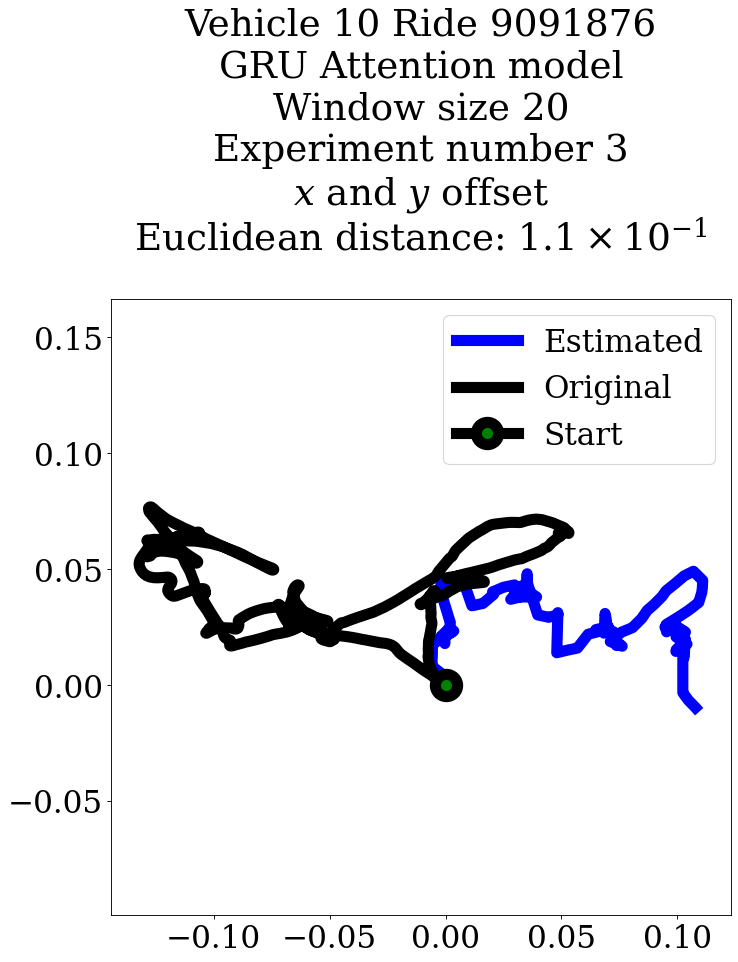 Vehicle 10 Ride 9091876
GRU Attention model
Window size 20
Experiment number 3
x and y offset
Euclidean distance: 1.1 × 10⁻¹
Estimated
Original
Start
0.15
0.10
0.05
0.00
−0.05
−0.10 −0.05 0.00 0.05 0.10